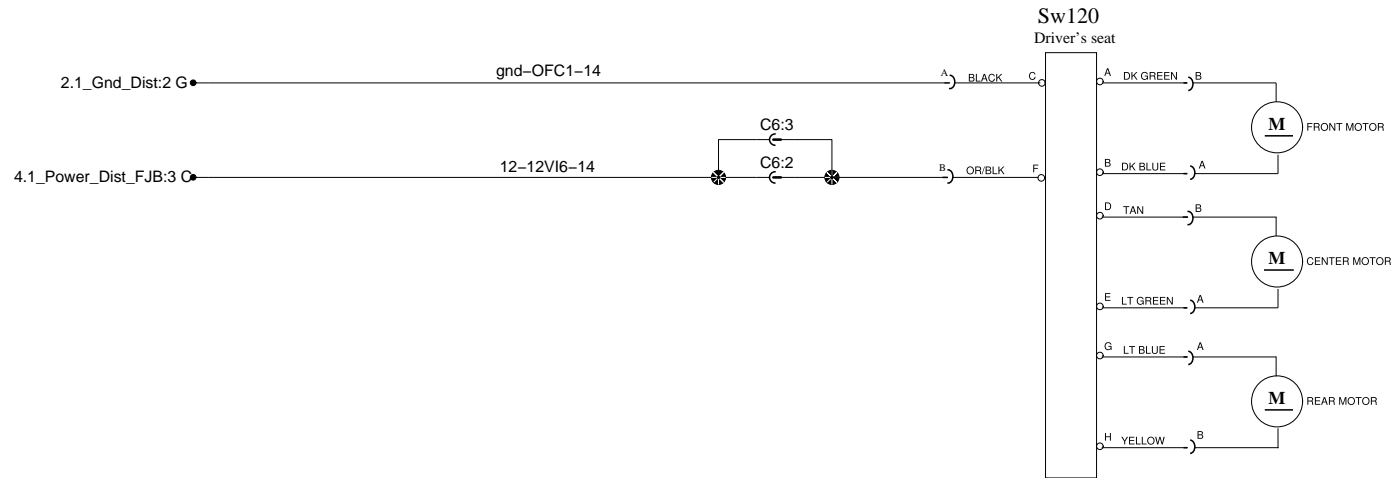 Sw120
Driver's seat
2.1_Gnd_Dist:2 G
gnd–OFC1–14
A
BLACK
C
A
DK GREEN
B
M
FRONT MOTOR
C6:3
4.1_Power_Dist_FJB:3 C
12–12VI6–14
C6:2
B
OR/BLK
F
B
DK BLUE
A
D
TAN
B
M
CENTER MOTOR
E
LT GREEN
A
G
LT BLUE
A
M
REAR MOTOR
H
YELLOW
B